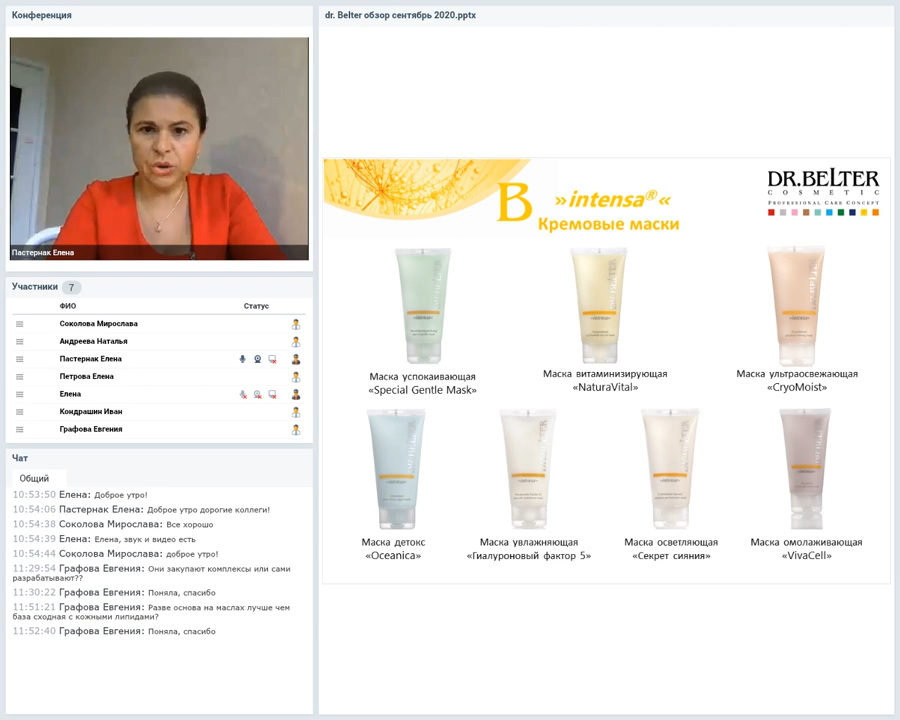 Конференция
Пастернак Елена
Участники 7
ФИО Статус
Соколова Мирослава
Андреева Наталья
Пастернак Елена
Петрова Елена
Елена
Кондрашин Иван
Графова Евгения
Чат
Общий
10:53:50 Елена: Доброе утро!
10:54:06 Пастернак Елена: Доброе утро дорогие коллеги!
10:54:38 Соколова Мирослава: Все хорошо
10:54:39 Елена: Елена, звук и видео есть
10:54:44 Соколова Мирослава: доброе утро!
11:29:54 Графова Евгения: Они закупают комплексы или сами
разрабатывают??
11:30:22 Графова Евгения: Поняла, спасибо
11:51:21 Графова Евгения: Разве основа на маслах лучше чем
база сходная с кожными липидами?
11:52:40 Графова Евгения: Поняла, спасибо
dr. Belter обзор сентябрь 2020.pptx
B »intensa®«
Кремовые маски
DR.BELTER
COSMETIC
PROFESSIONAL CARE CONCEPT
Маска успокаивающая
«Special Gentle Mask»
Маска витаминизирующая
«NaturaVital»
Маска ультраосвежающая
«CryoMoist»
Маска детокс
«Oceanica»
Маска увлажняющая
«Гиалуроновый фактор 5»
Маска осветляющая
«Секрет сияния»
Маска омолаживающая
«VivaCell»